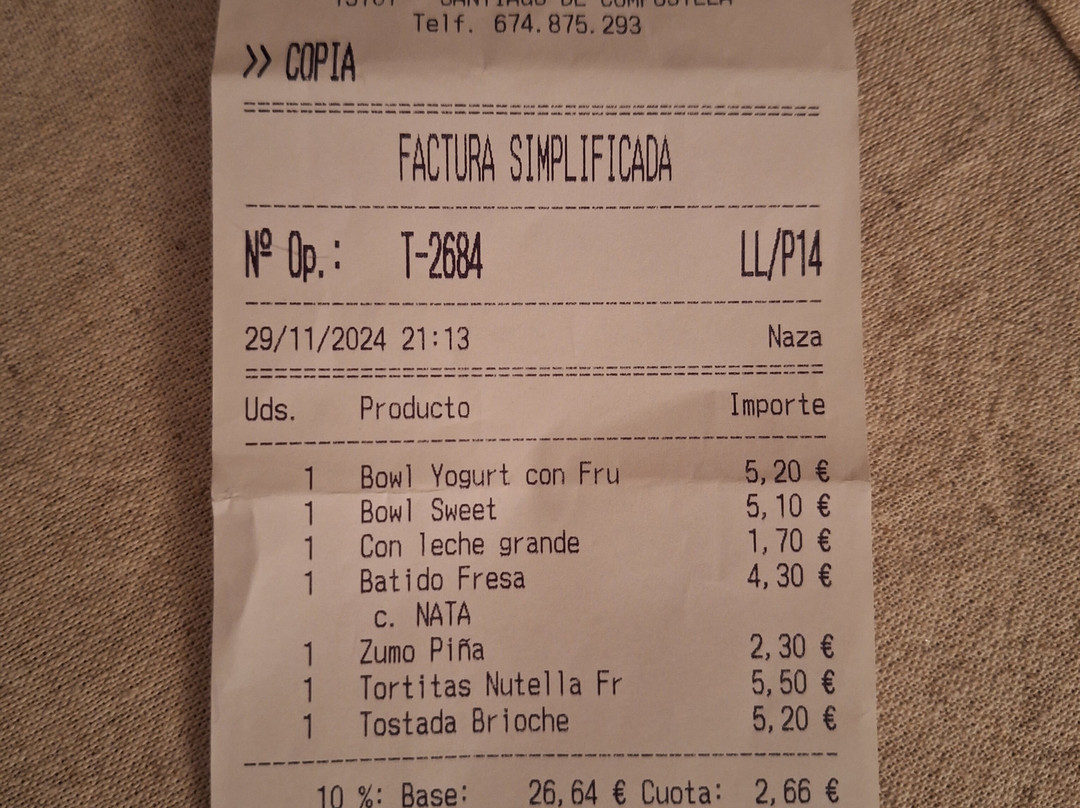 SANTIAGO DE COMPOSTELA
Telf. 674.875.293
>> COPIA
FACTURA SIMPLIFICADA
Nº Op.: T-2684 LL/P14
29/11/2024 21:13 Naza
Uds. Producto Importe
1 Bowl Yogurt con Fru 5,20 €
1 Bowl Sweet 5,10 €
1 Con leche grande 1,70 €
1 Batido Fresa 4,30 €
c. NATA
1 Zumo Piña 2,30 €
1 Tortitas Nutella Fr 5,50 €
1 Tostada Brioche 5,20 €
10 %: Base: 26,64 € Cuota: 2,66 €